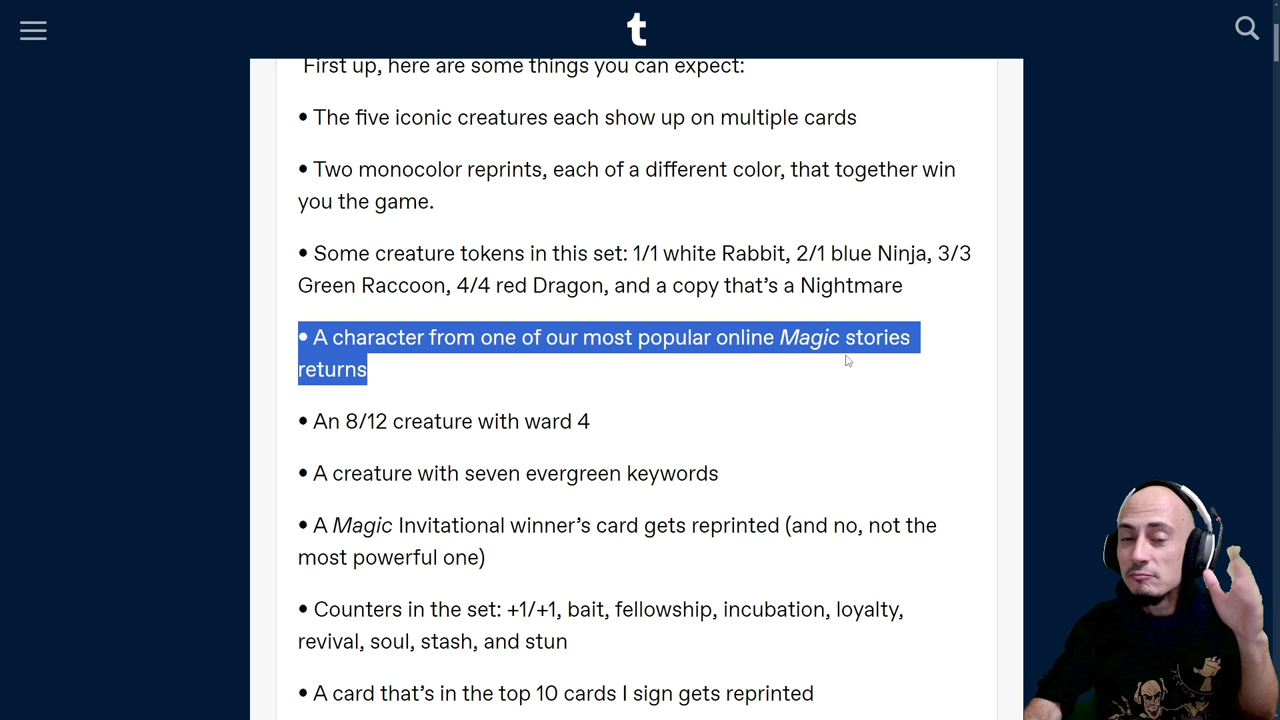 t
First up, here are some things you can expect:
• The five iconic creatures each show up on multiple cards
• Two monocolor reprints, each of a different color, that together win
you the game.
• Some creature tokens in this set: 1/1 white Rabbit, 2/1 blue Ninja, 3/3
Green Raccoon, 4/4 red Dragon, and a copy that’s a Nightmare
• A character from one of our most popular online Magic stories
returns
• An 8/12 creature with ward 4
• A creature with seven evergreen keywords
• A Magic Invitational winner’s card gets reprinted (and no, not the
most powerful one)
• Counters in the set: +1/+1, bait, fellowship, incubation, loyalty,
revival, soul, stash, and stun
• A card that’s in the top 10 cards I sign gets reprinted